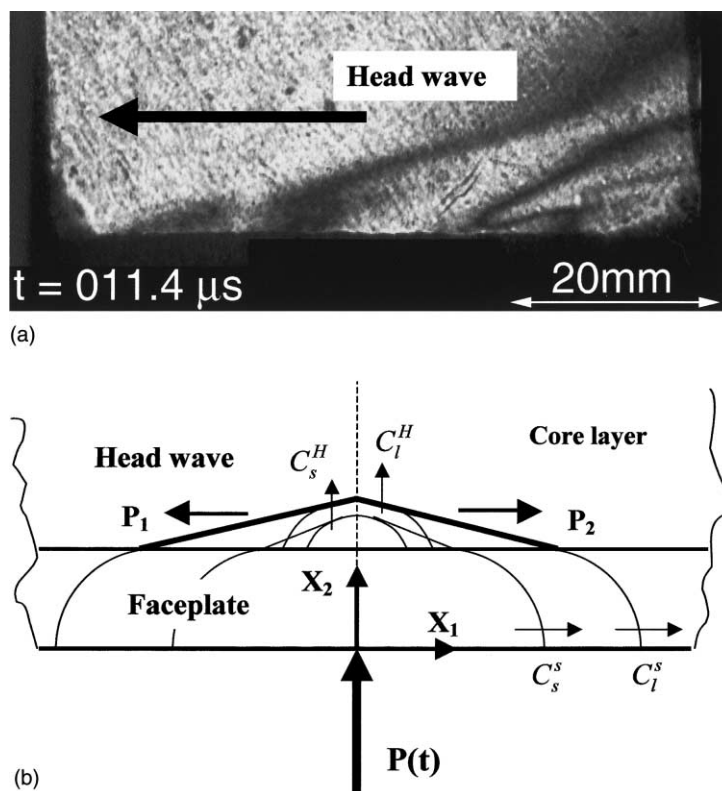 Head wave
t = 011.4 μs
20mm
(a)
C_s^H
C_l^H
Core layer
Head wave
P₁
P₂
X₂
Faceplate
X₁
C_s^s
C_l^s
P(t)
(b)